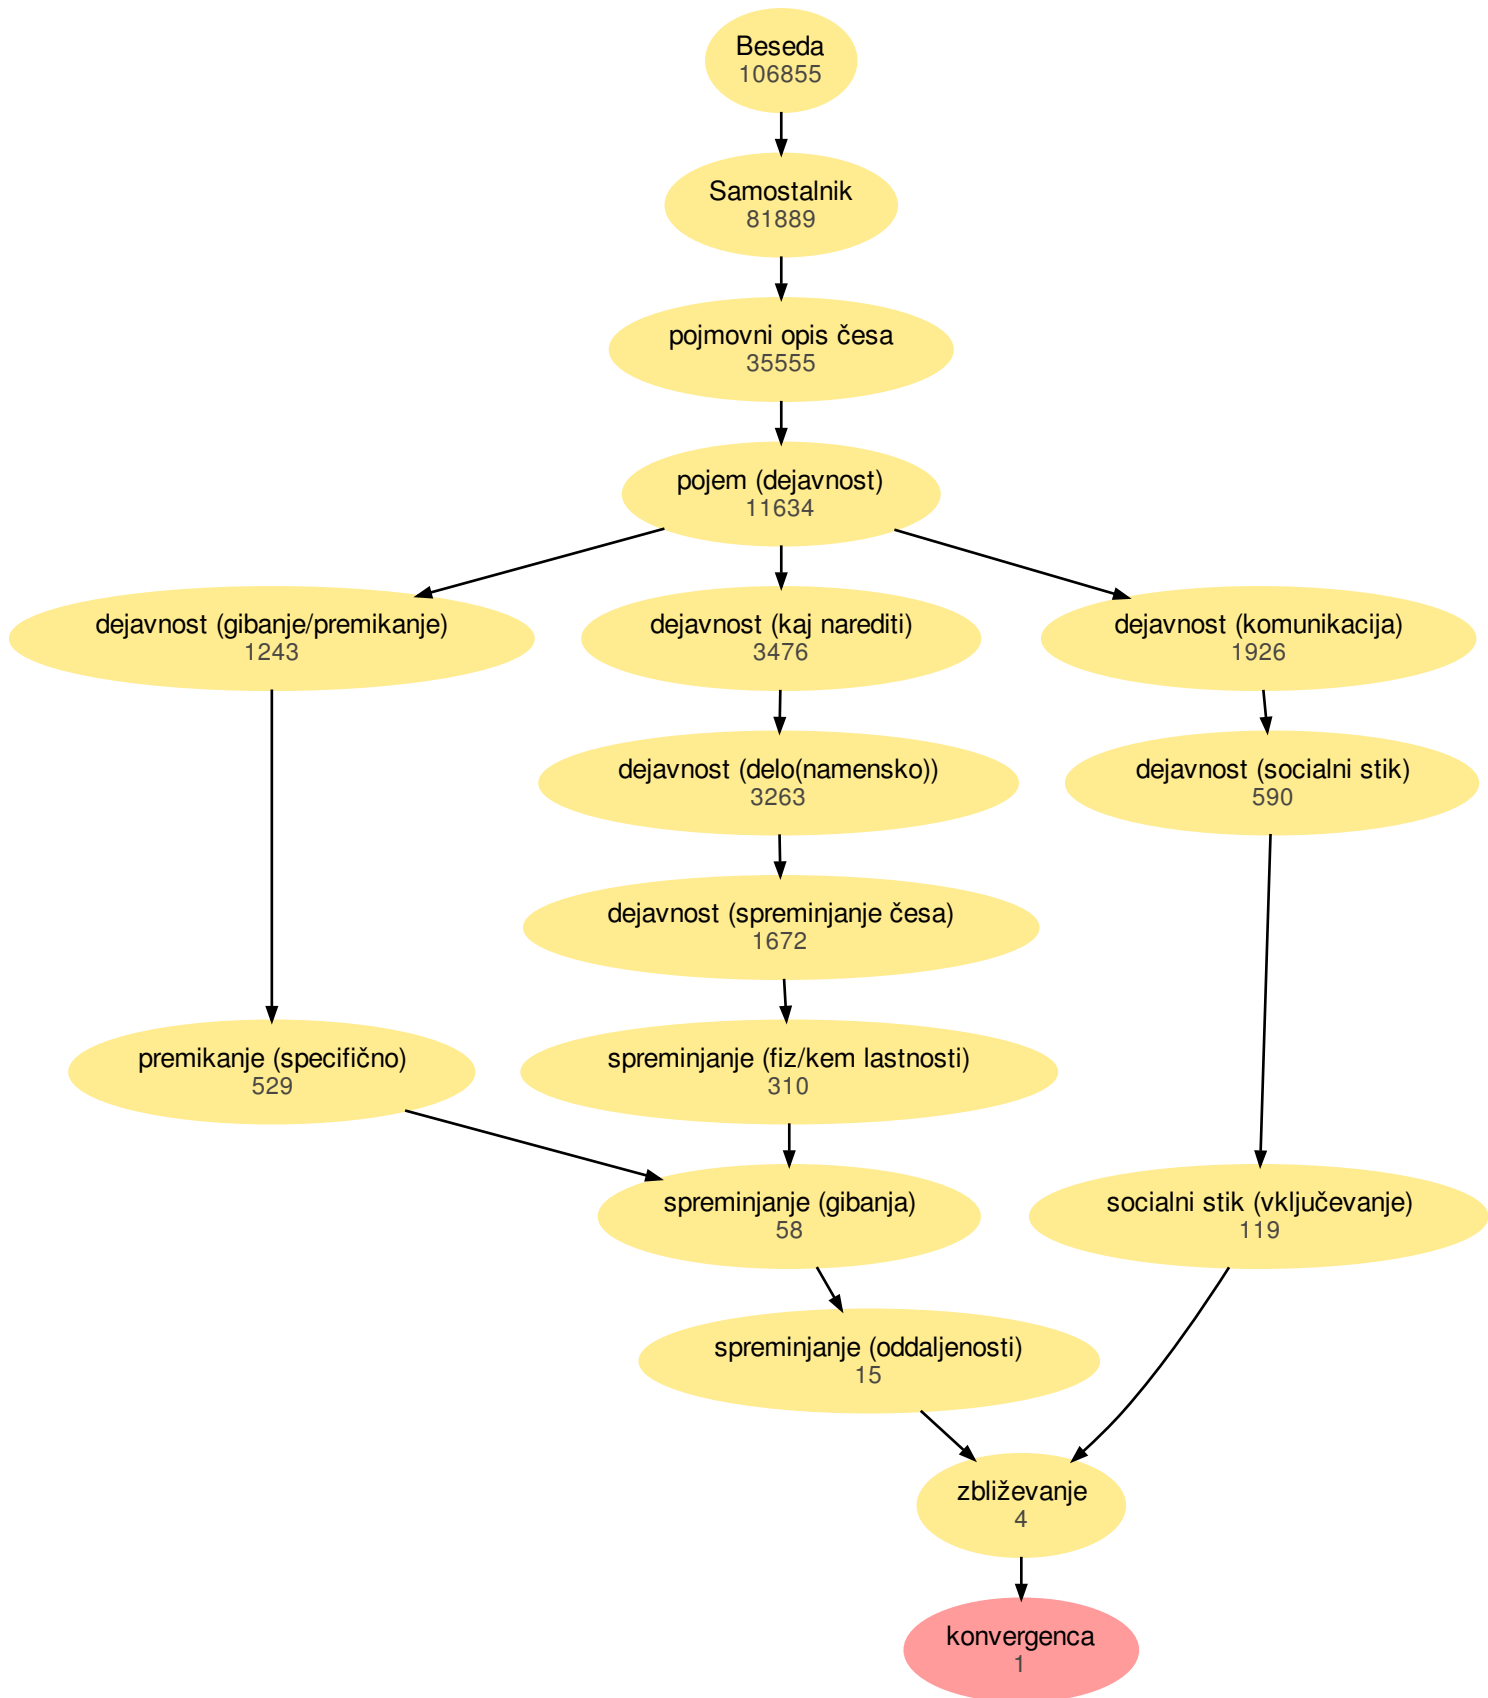 Beseda
106855
Samostalnik
81889
pojmovni opis česa
35555
pojem (dejavnost)
11634
dejavnost (gibanje/premikanje)
1243
dejavnost (kaj narediti)
3476
dejavnost (komunikacija)
1926
dejavnost (delo(namensko))
3263
dejavnost (socialni stik)
590
dejavnost (spreminjanje česa)
1672
premikanje (specifično)
529
spreminjanje (fiz/kem lastnosti)
310
spreminjanje (gibanja)
58
socialni stik (vključevanje)
119
spreminjanje (oddaljenosti)
15
zbliževanje
4
konvergenca
1